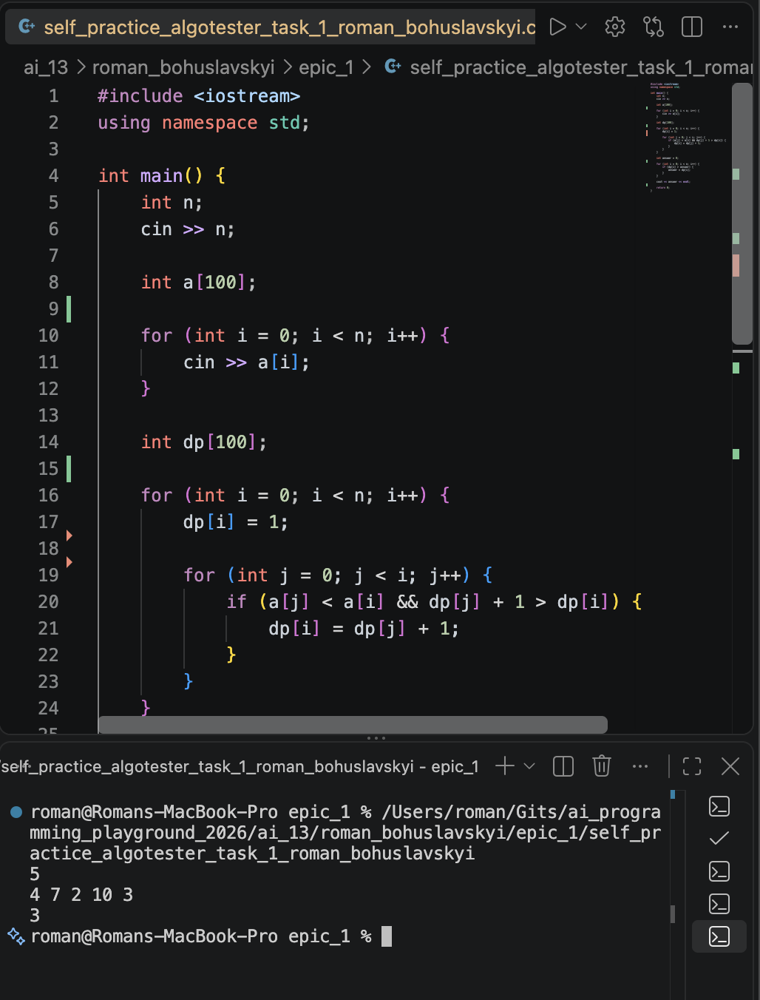 self_practice_algotester_task_1_roman_bohuslavskyi.c
ai_13 > roman_bohuslavskyi > epic_1 > self_practice_algotester_task_1_roma
1 #include <iostream>
2 using namespace std;
3
4 int main() {
5     int n;
6     cin >> n;
7
8     int a[100];
9
10     for (int i = 0; i < n; i++) {
11         cin >> a[i];
12     }
13
14     int dp[100];
15
16     for (int i = 0; i < n; i++) {
17         dp[i] = 1;
18
19         for (int j = 0; j < i; j++) {
20             if (a[j] < a[i] && dp[j] + 1 > dp[i]) {
21                 dp[i] = dp[j] + 1;
22             }
23         }
24     }
25
/self_practice_algotester_task_1_roman_bohuslavskyi - epic_1
roman@Romans-MacBook-Pro epic_1 % /Users/roman/Gits/ai_progra
mming_playground_2026/ai_13/roman_bohuslavskyi/epic_1/self_pr
actice_algotester_task_1_roman_bohuslavskyi
5
4 7 2 10 3
3
roman@Romans-MacBook-Pro epic_1 %